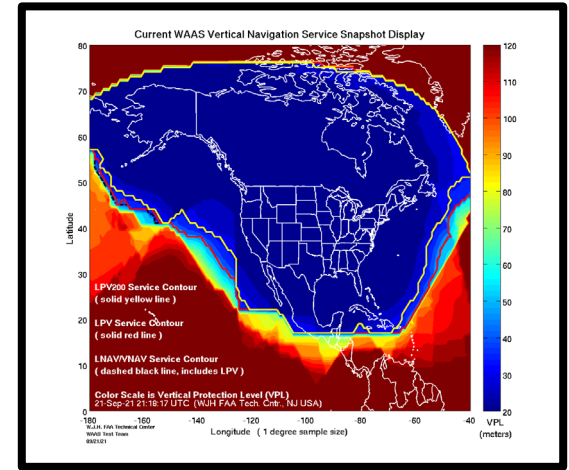 Current WAAS Vertical Navigation Service Snapshot Display
80
70
60
50
40
30
20
10
0
Latitude
LPV200 Service Contour
( solid yellow line )
LPV Service Contour
( solid red line )
LNAV/VNAV Service Contour
( dashed black line, includes LPV )
Color Scale is Vertical Protection Level (VPL)
21-Sep-21 21:18:17 UTC (WJH FAA Tech. Cntr., NJ USA)
-180
-160
-140
-120
-100
-80
-60
-40
Longitude ( 1 degree sample size)
W.J.H. FAA Technical Center
WAAS Test Team
09/21/21
120
110
100
90
80
70
60
50
40
30
20
VPL
(meters)